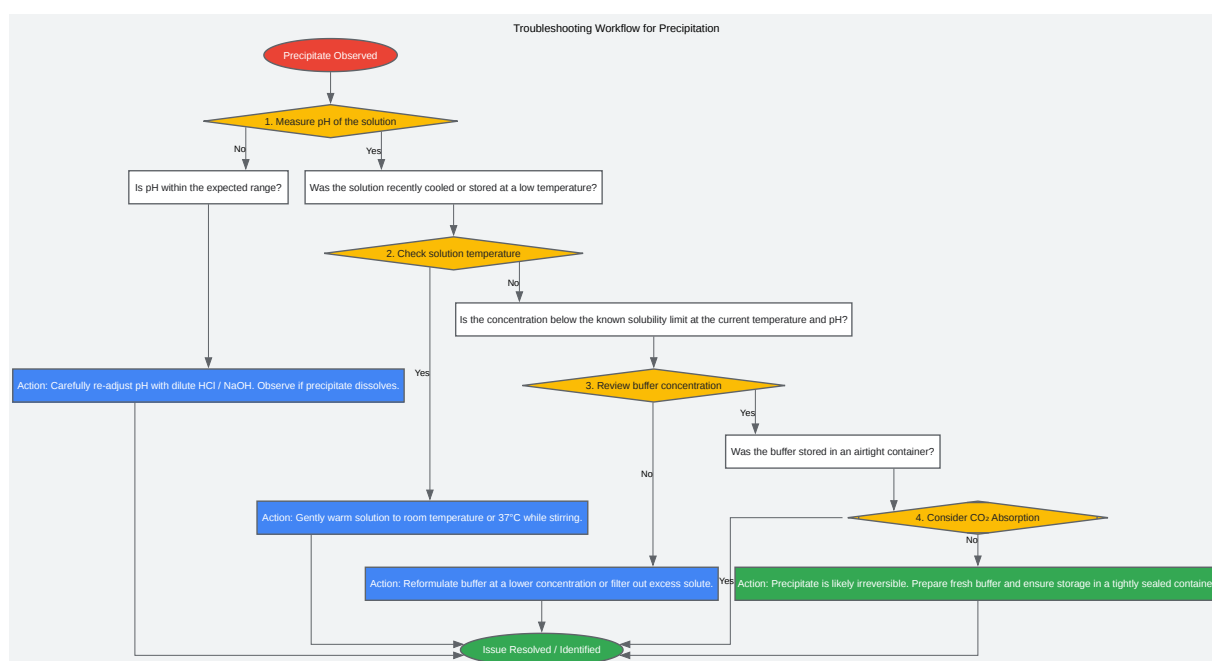 Troubleshooting Workflow for Precipitation
Precipitate Observed
1. Measure pH of the solution
No
Yes
Is pH within the expected range?
Was the solution recently cooled or stored at a low temperature?
2. Check solution temperature
No
Is the concentration below the known solubility limit at the current temperature and pH?
Yes
Action: Carefully re-adjust pH with dilute HCl / NaOH. Observe if precipitate dissolves.
3. Review buffer concentration
Yes
Was the buffer stored in an airtight container?
No
Action: Gently warm solution to room temperature or 37°C while stirring.
4. Consider CO₂ Absorption
No
Action: Reformulate buffer at a lower concentration or filter out excess solute.
Yes
Action: Precipitate is likely irreversible. Prepare fresh buffer and ensure storage in a tightly sealed containe
Issue Resolved / Identified